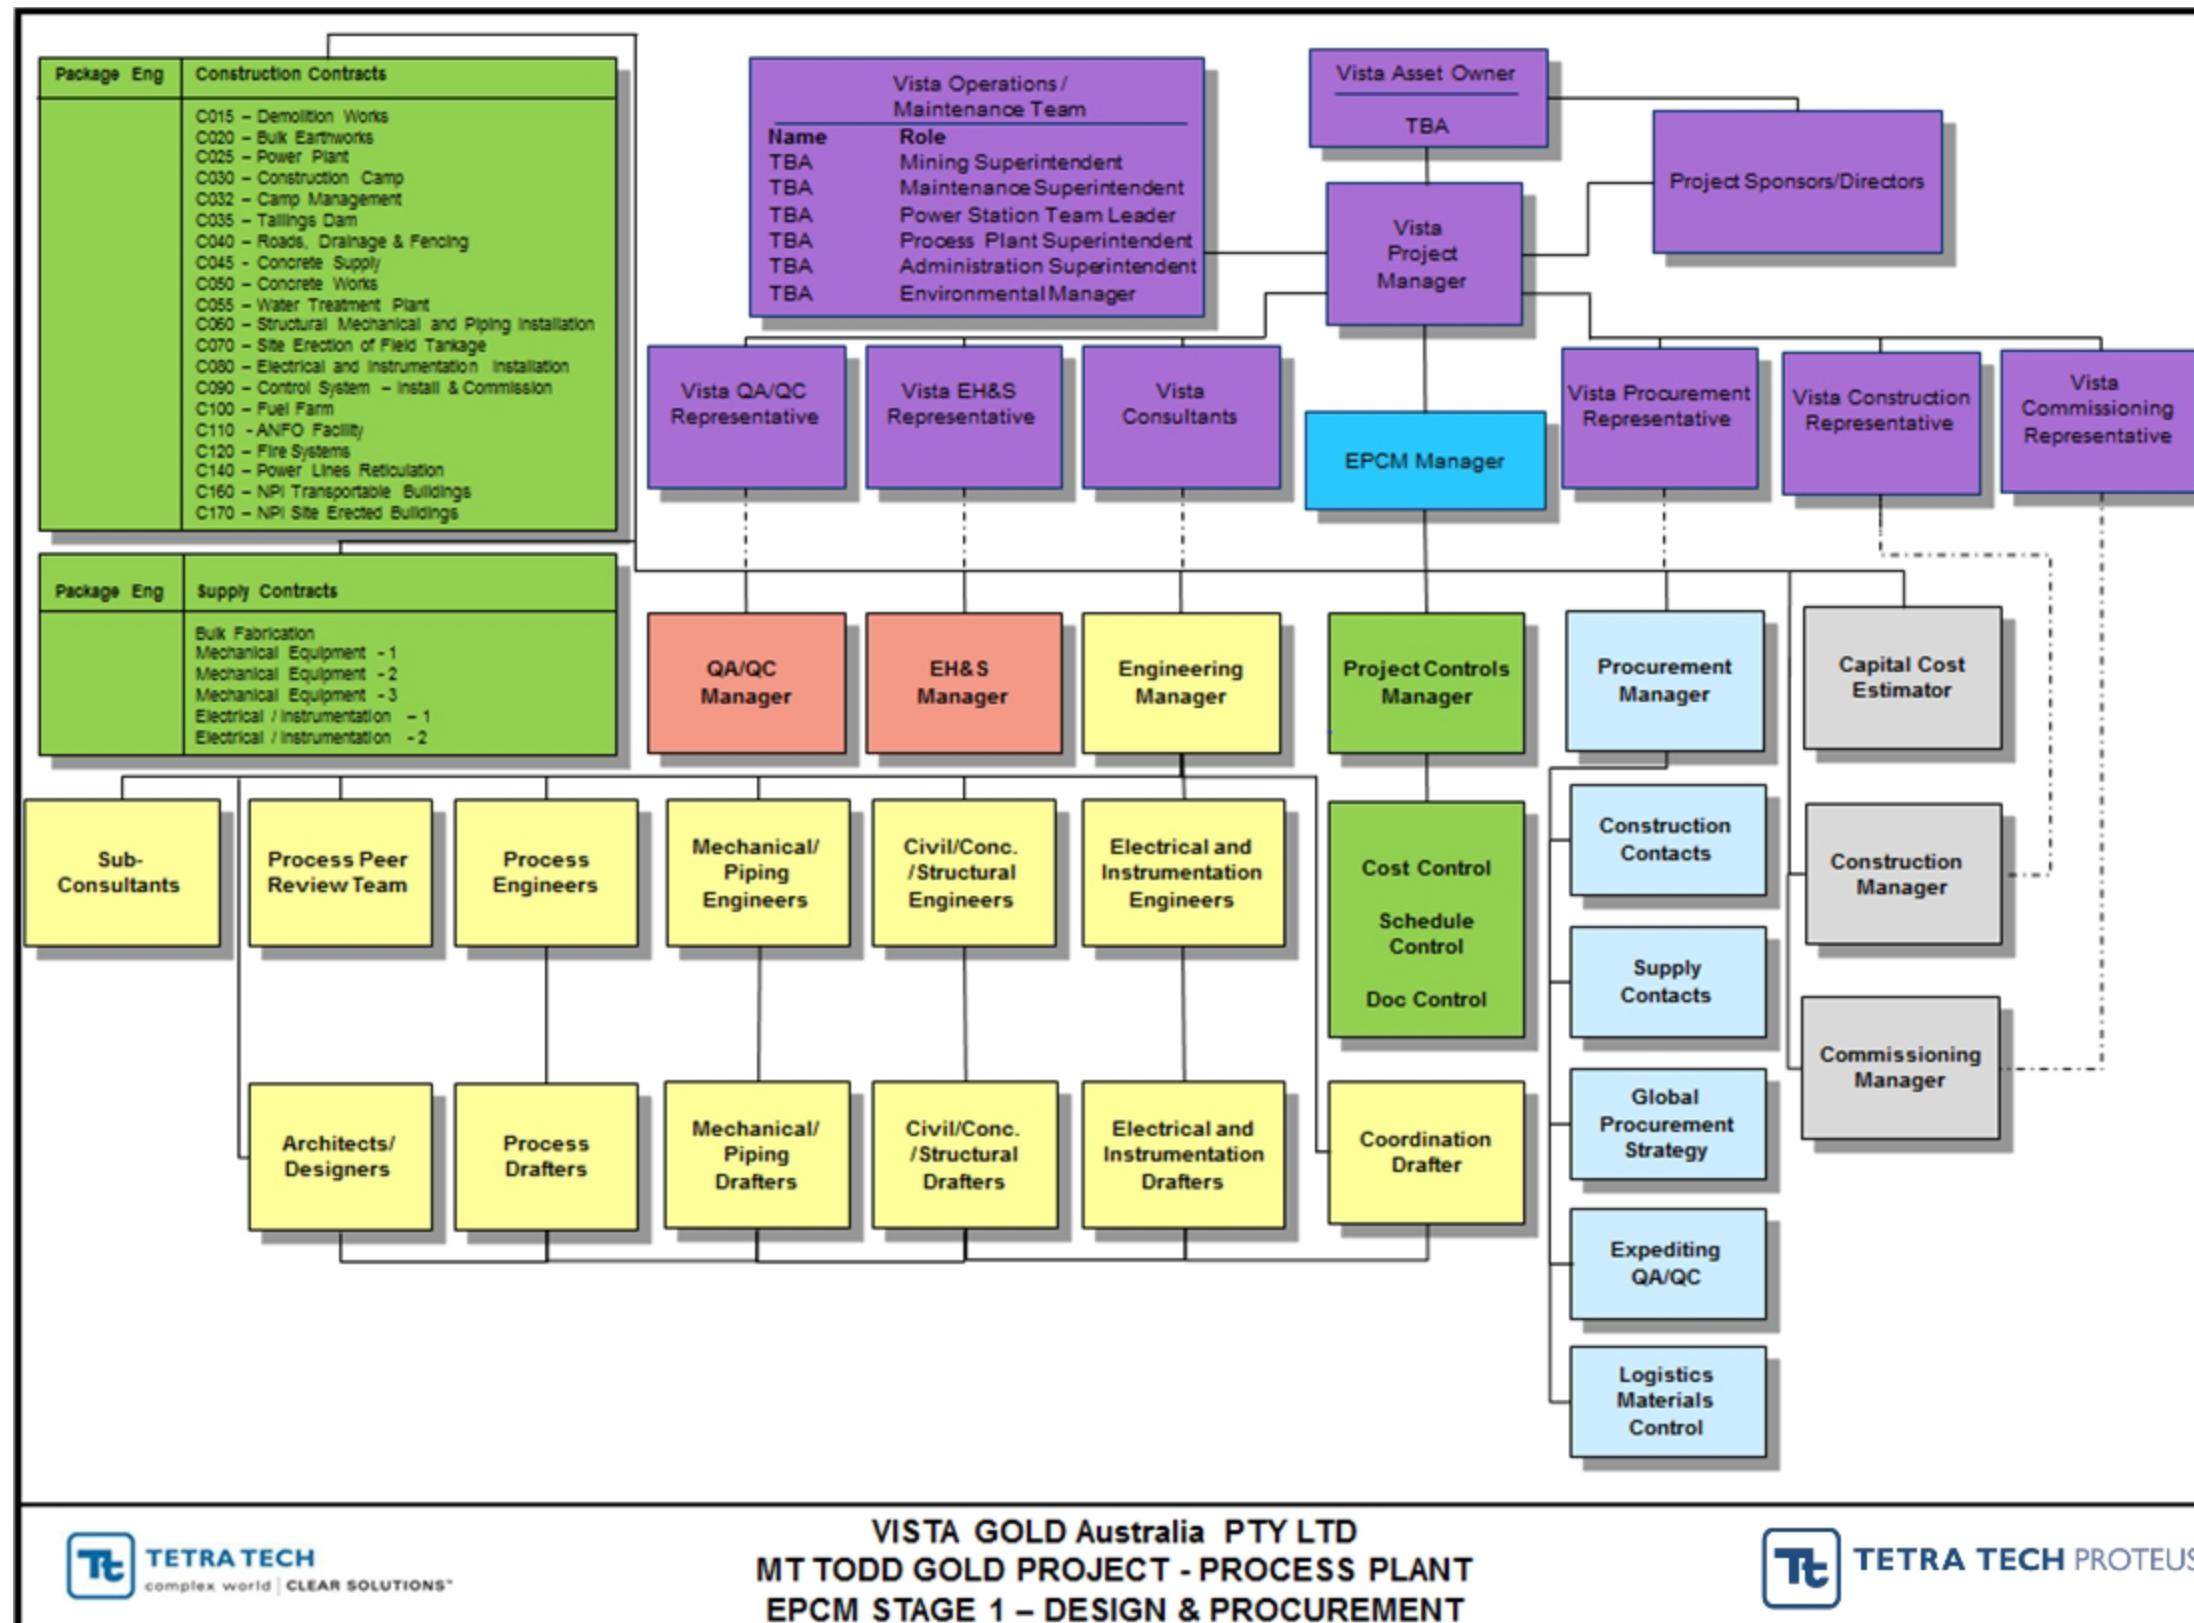 Package Eng Construction Contracts
C015 – Demolition Works
C020 – Bulk Earthworks
C025 – Power Plant
C030 – Construction Camp
C032 – Camp Management
C035 – Tailings Dam
C040 – Roads, Drainage & Fencing
C045 - Concrete Supply
C050 – Concrete Works
C055 – Water Treatment Plant
C060 – Structural Mechanical and Piping Installation
C070 – Site Erection of Field Tankage
C080 – Electrical and Instrumentation Installation
C090 – Control System – Install & Commission
C100 – Fuel Farm
C110 - ANFO Facility
C120 – Fire Systems
C140 – Power Lines Reticulation
C160 – NPI Transportable Buildings
C170 – NPI Site Erected Buildings
Package Eng Supply Contracts
Bulk Fabrication
Mechanical Equipment - 1
Mechanical Equipment - 2
Mechanical Equipment - 3
Electrical / Instrumentation – 1
Electrical / Instrumentation - 2
Vista Operations /
Maintenance Team
Name Role
TBA Mining Superintendent
TBA Maintenance Superintendent
TBA Power Station Team Leader
TBA Process Plant Superintendent
TBA Administration Superintendent
TBA Environmental Manager
Vista Asset Owner
TBA
Project Sponsors/Directors
Vista
Project
Manager
Vista QA/QC
Representative
Vista EH&S
Representative
Vista
Consultants
EPCM Manager
Vista Procurement
Representative
Vista Construction
Representative
Vista
Commissioning
Representative
QA/QC
Manager
EH&S
Manager
Engineering
Manager
Project Controls
Manager
Procurement
Manager
Capital Cost
Estimator
Sub-
Consultants
Process Peer
Review Team
Process
Engineers
Mechanical/
Piping
Engineers
Civil/Conc.
/Structural
Engineers
Electrical and
Instrumentation
Engineers
Cost Control
Schedule
Control
Doc Control
Construction
Contacts
Supply
Contacts
Global
Procurement
Strategy
Expediting
QA/QC
Logistics
Materials
Control
Construction
Manager
Commissioning
Manager
Architects/
Designers
Process
Drafters
Mechanical/
Piping
Drafters
Civil/Conc.
/Structural
Drafters
Electrical and
Instrumentation
Drafters
Coordination
Drafter
Tt TETRA TECH
complex world | CLEAR SOLUTIONS™
VISTA GOLD Australia PTY LTD
MT TODD GOLD PROJECT - PROCESS PLANT
EPCM STAGE 1 – DESIGN & PROCUREMENT
Tt TETRA TECH PROTEUS